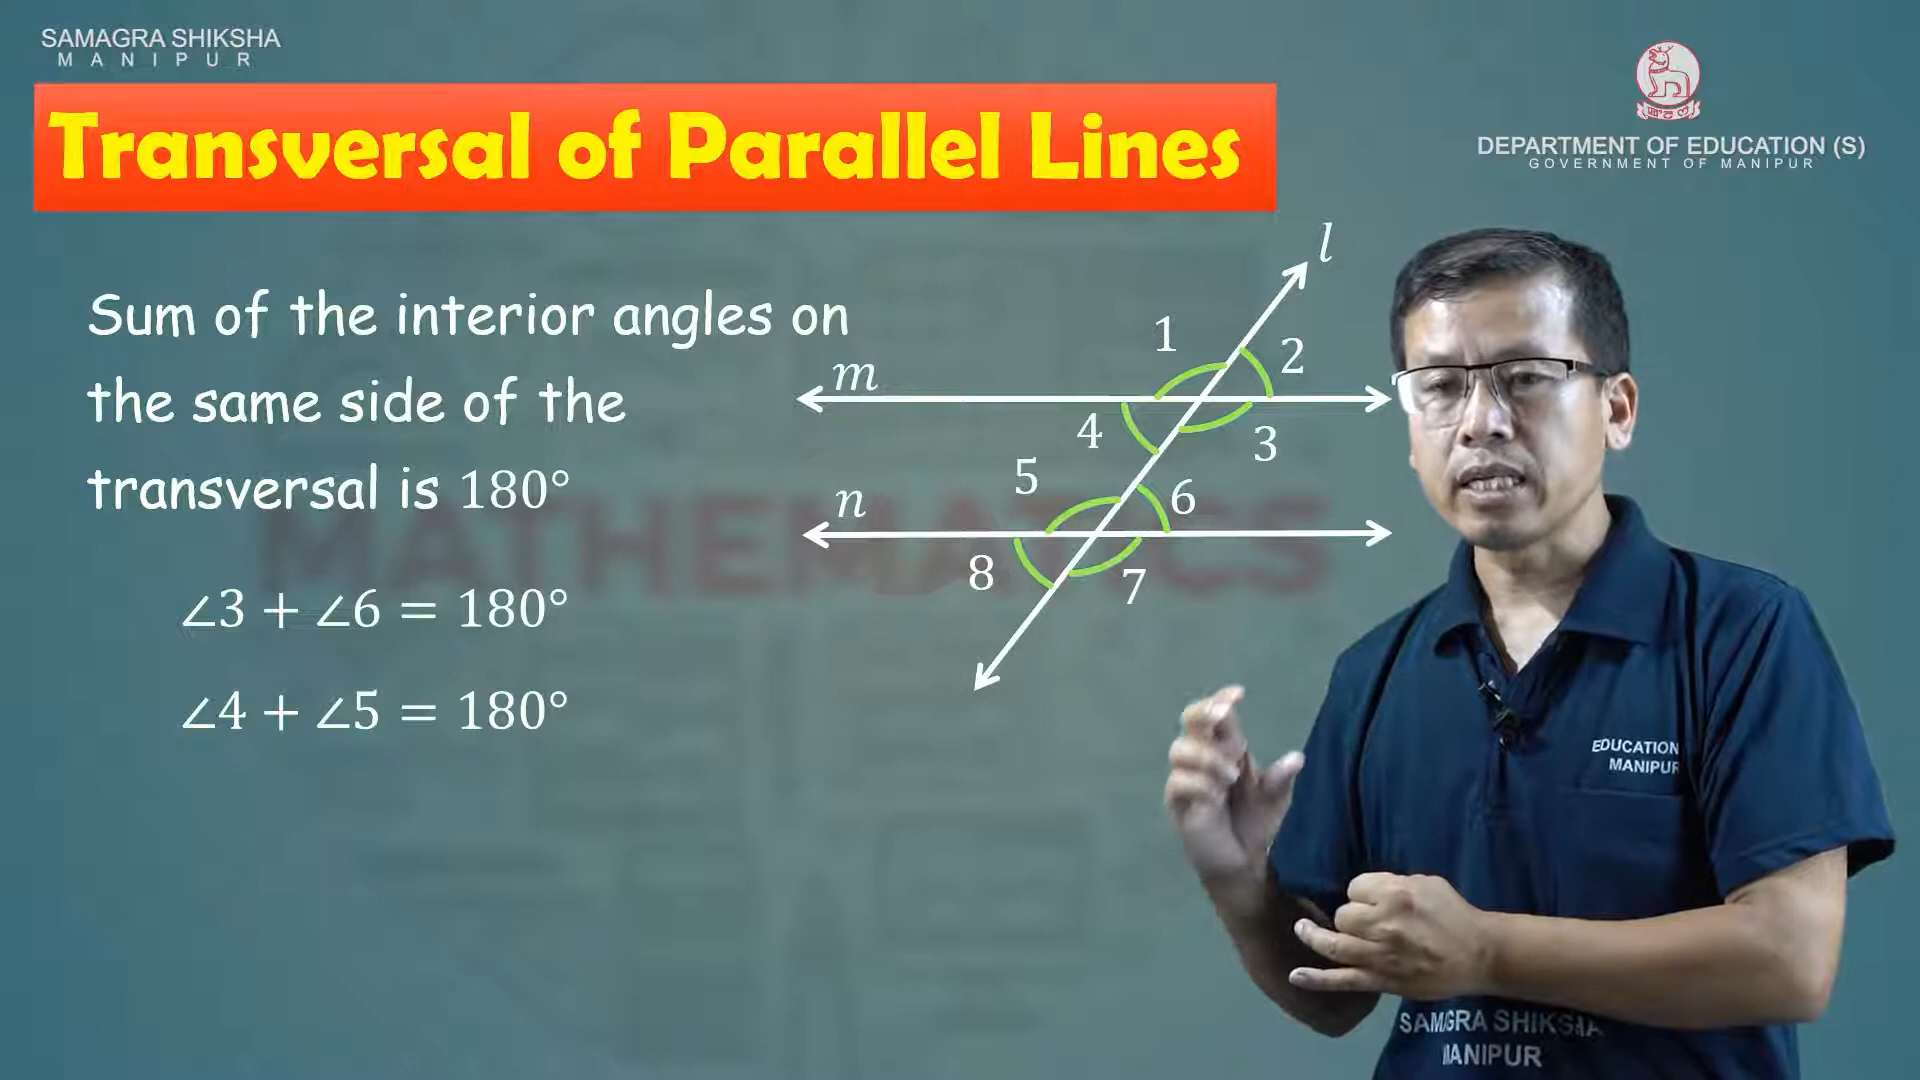 SAMAGRA SHIKSHA
MANIPUR
Transversal of Parallel Lines
DEPARTMENT OF EDUCATION (S)
GOVERNMENT OF MANIPUR
Sum of the interior angles on
the same side of the
transversal is 180°
∠3 + ∠6 = 180°
∠4 + ∠5 = 180°
l
1
2
m
4
3
5
n
6
8
7
MATHEMATICS
EDUCATION
MANIPUR
SAMAGRA SHIKSHA
MANIPUR